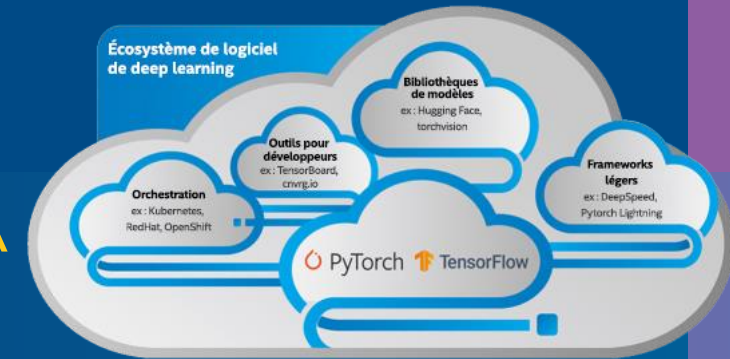 Écosystème de logiciel
de deep learning
Bibliothèques
de modèles
ex : Hugging Face,
torchvision
Outils pour
développeurs
ex : TensorBoard,
cnvrg.io
Orchestration
ex : Kubernetes,
RedHat, OpenShift
Frameworks
légers
ex : DeepSpeed,
Pytorch Lightning
PyTorch TensorFlow